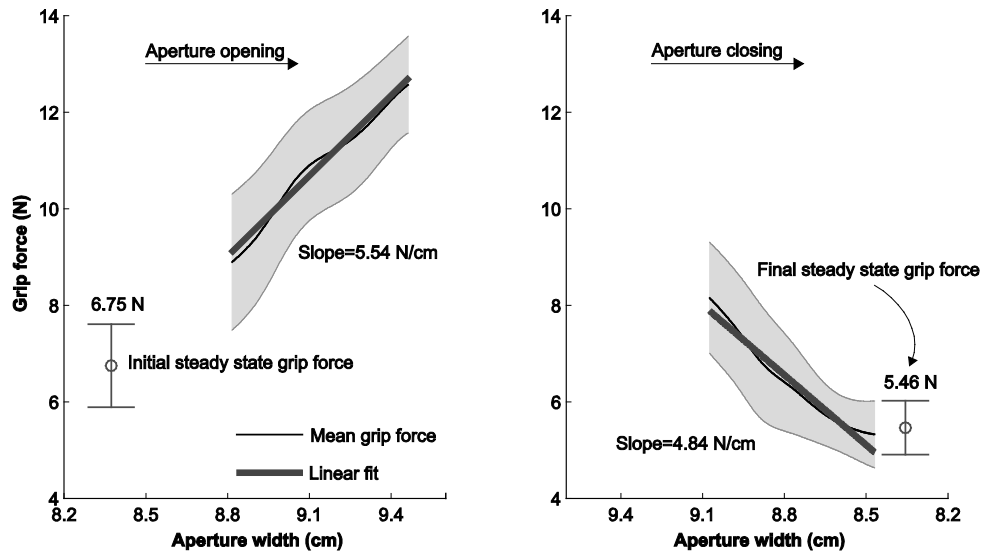 14
12
10
8
6
4
Grip force (N)
Aperture opening
Slope=5.54 N/cm
6.75 N
Initial steady state grip force
Mean grip force
Linear fit
8.2 8.5 8.8 9.1 9.4
Aperture width (cm)
14
12
10
8
6
4
Aperture closing
Final steady state grip force
5.46 N
Slope=4.84 N/cm
9.4 9.1 8.8 8.5 8.2
Aperture width (cm)